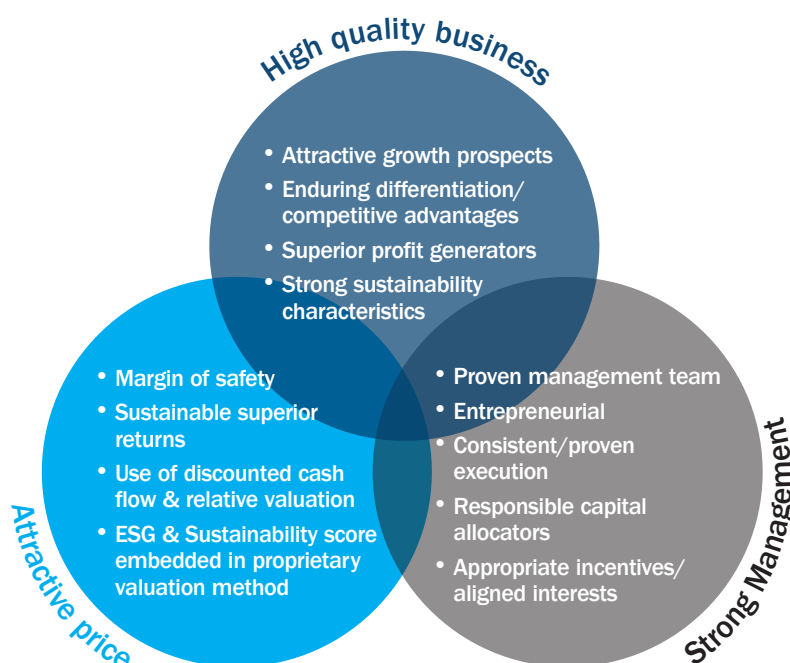 High quality business
• Attractive growth prospects
• Enduring differentiation/
competitive advantages
• Superior profit generators
• Strong sustainability
characteristics
• Margin of safety
• Sustainable superior
returns
• Use of discounted cash
flow & relative valuation
• ESG & Sustainability score
embedded in proprietary
valuation method
Attractive price
• Proven management team
• Entrepreneurial
• Consistent/proven
execution
• Responsible capital
allocators
• Appropriate incentives/
aligned interests
Strong Management